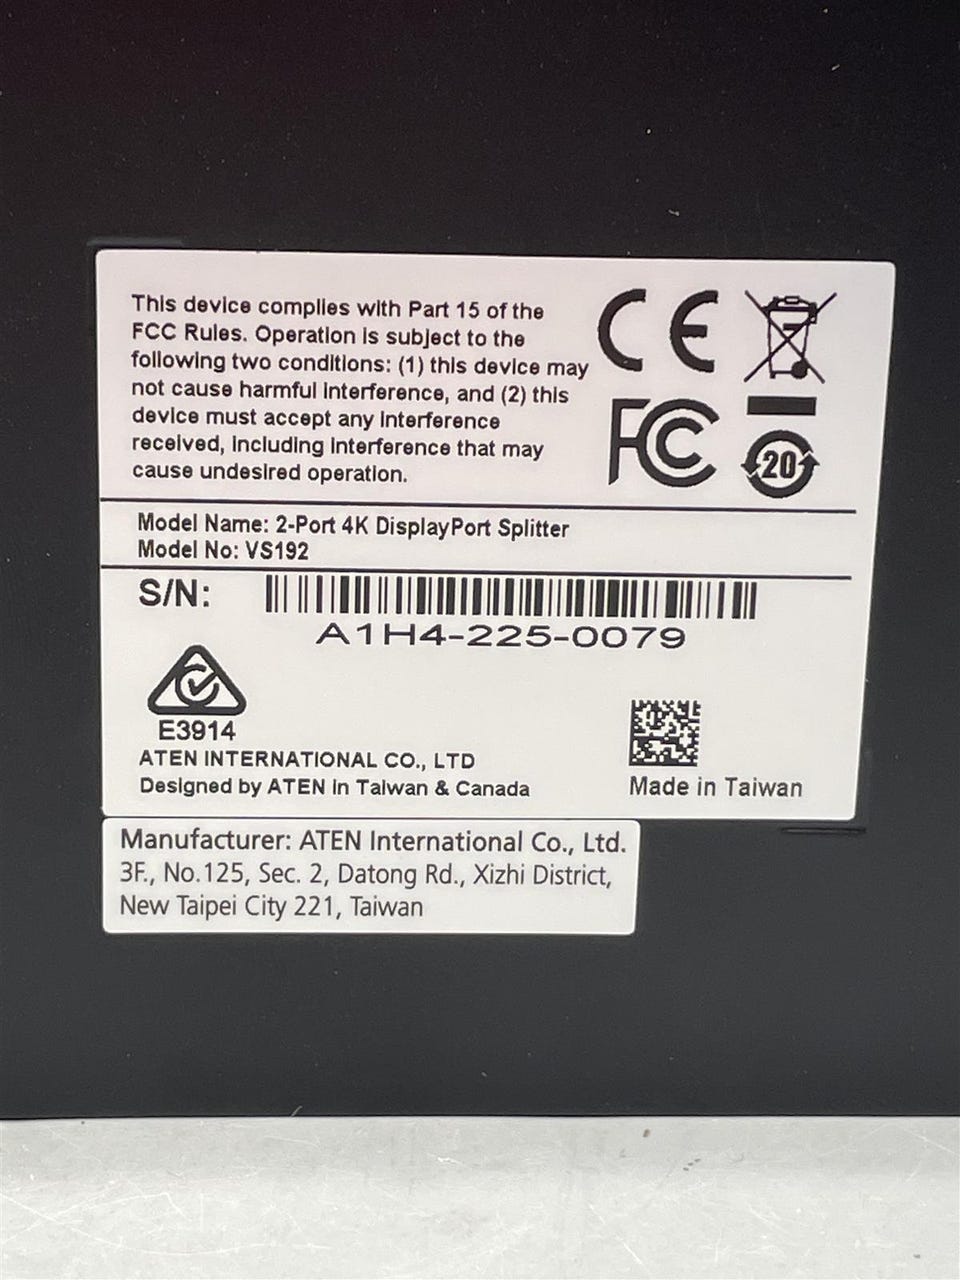 This device complies with Part 15 of the
FCC Rules. Operation is subject to the
following two conditions: (1) this device may
not cause harmful interference, and (2) this
device must accept any interference
received, including interference that may
cause undesired operation.
CE
FC
20
Model Name: 2-Port 4K DisplayPort Splitter
Model No: VS192
S/N:
A1H4-225-0079
E3914
ATEN INTERNATIONAL CO., LTD
Designed by ATEN in Taiwan & Canada
Made in Taiwan
Manufacturer: ATEN International Co., Ltd.
3F., No.125, Sec. 2, Datong Rd., Xizhi District,
New Taipei City 221, Taiwan